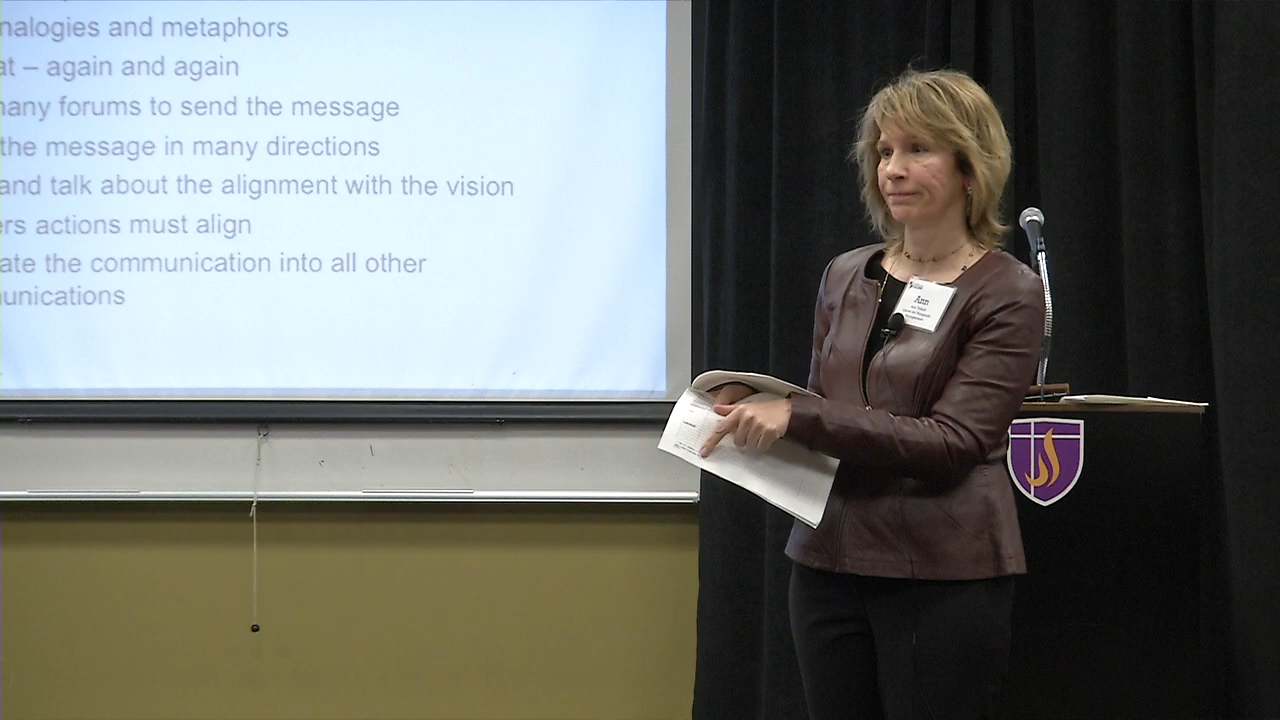 nalogies and metaphors
at – again and again
many forums to send the message
the message in many directions
and talk about the alignment with the vision
ers actions must align
ate the communication into all other
unications
Ann